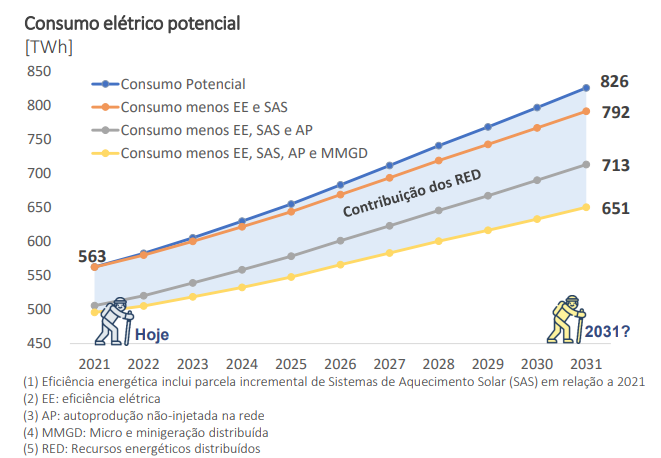 Consumo elétrico potencial
[TWh]
850
800
750
700
650
600
550
500
450
Consumo Potencial
Consumo menos EE e SAS
Consumo menos EE, SAS e AP
Consumo menos EE, SAS, AP e MMGD
826
792
713
651
Contribuição dos RED
563
Hoje
2031?
2021 2022 2023 2024 2025 2026 2027 2028 2029 2030 2031
(1) Eficiência energética inclui parcela incremental de Sistemas de Aquecimento Solar (SAS) em relação a 2021
(2) EE: eficiência elétrica
(3) AP: autoprodução não-injetada na rede
(4) MMGD: Micro e minigeração distribuída
(5) RED: Recursos energéticos distribuídos